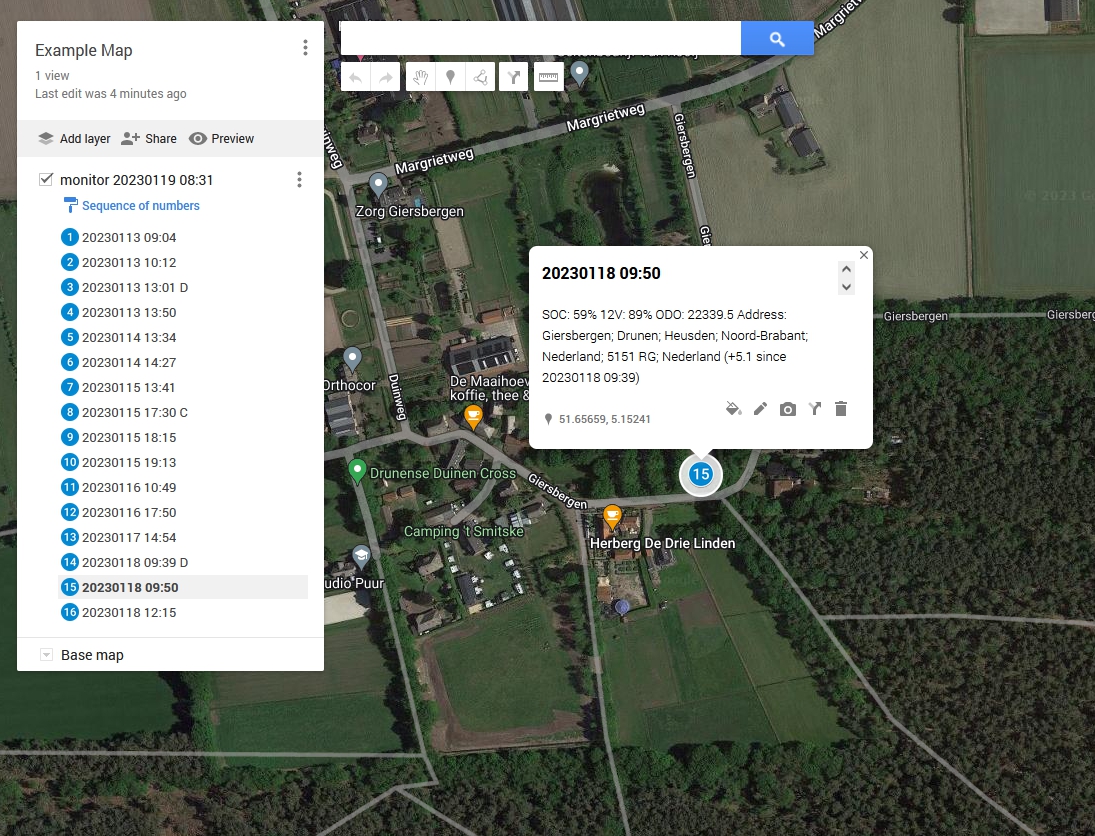 Example Map
1 view
Last edit was 4 minutes ago
Add layer Share Preview
monitor 20230119 08:31
Sequence of numbers
1 20230113 09:04
2 20230113 10:12
3 20230113 13:01 D
4 20230113 13:50
5 20230114 13:34
6 20230114 14:27
7 20230115 13:41
8 20230115 17:30 C
9 20230115 18:15
10 20230115 19:13
11 20230116 10:49
12 20230116 17:50
13 20230117 14:54
14 20230118 09:39 D
15 20230118 09:50
16 20230118 12:15
Base map
Margriet
Margrietweg
Margrietweg
Giersbergen
inweg
Zorg Giersbergen
Gier
20230118 09:50
SOC: 59% 12V: 89% ODO: 22339.5 Address:
Giersbergen; Drunen; Heusden; Noord-Brabant;
Nederland; 5151 RG; Nederland (+5.1 since
20230118 09:39)
51.65659, 5.15241
Giersbergen
Giersberg
Orthocor
Duinweg
De Maaihoev
koffie, thee &
15
Drunense Duinen Cross
Giersbergen
Camping 't Smitske
Herberg De Drie Linden
udio Puur
© 2023 G